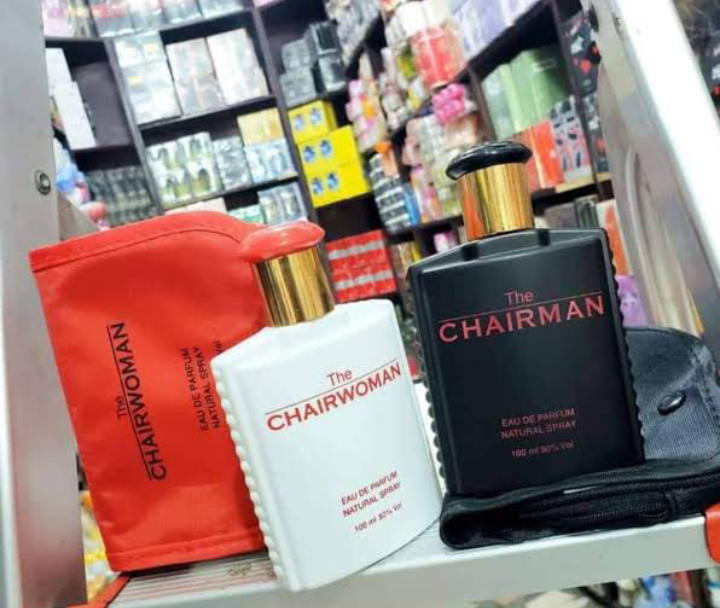 The
CHAIRWOMAN
EAU DE PARFUM
NATURAL SPRAY
The
CHAIRWOMAN
EAU DE PARFUM
NATURAL SPRAY
100 ml 80% Vol
The
CHAIRMAN
EAU DE PARFUM
NATURAL SPRAY
100 ml 80% Vol